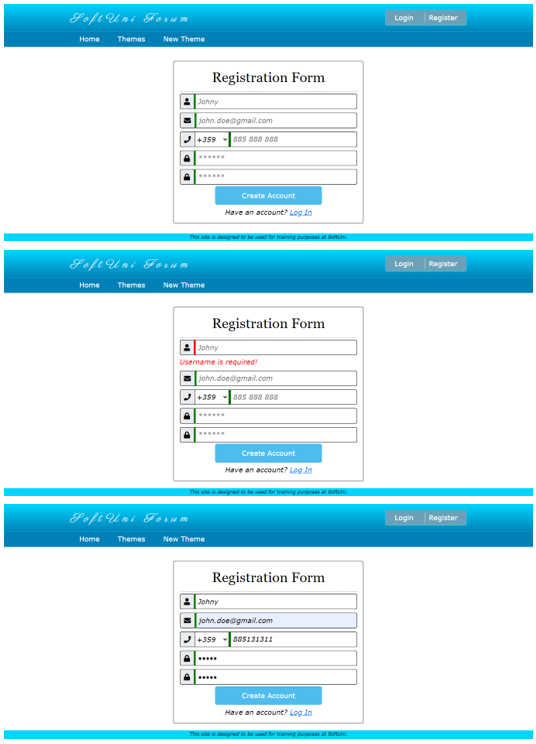 SoftUni Forum
Login Register
Home Themes New Theme
Registration Form
Johny
john.doe@gmail.com
+359 885 888 888
******
******
Create Account
Have an account? Log In
This site is designed to be used for training purposes at SoftUni.
SoftUni Forum
Login Register
Home Themes New Theme
Registration Form
Johny
Username is required!
john.doe@gmail.com
+359 885 888 888
******
******
Create Account
Have an account? Log In
This site is designed to be used for training purposes at SoftUni.
SoftUni Forum
Login Register
Home Themes New Theme
Registration Form
Johny
john.doe@gmail.com
+359 885131311
•••••
•••••
Create Account
Have an account? Log In
This site is designed to be used for training purposes at SoftUni.